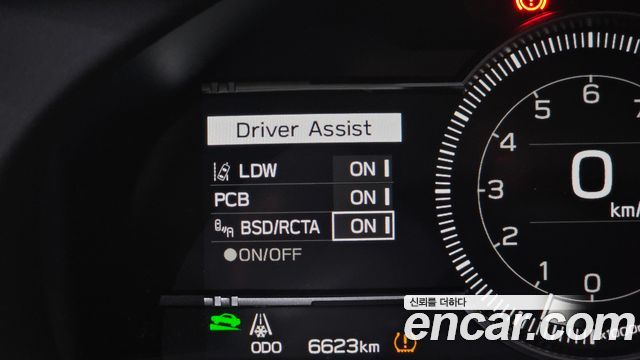 Driver Assist
LDW ON
PCB ON
BSD/RCTA ON
●ON/OFF
ODO 6623km
6
5
4
3
2
1
0
0
km/
신뢰를 더하다
encar.com